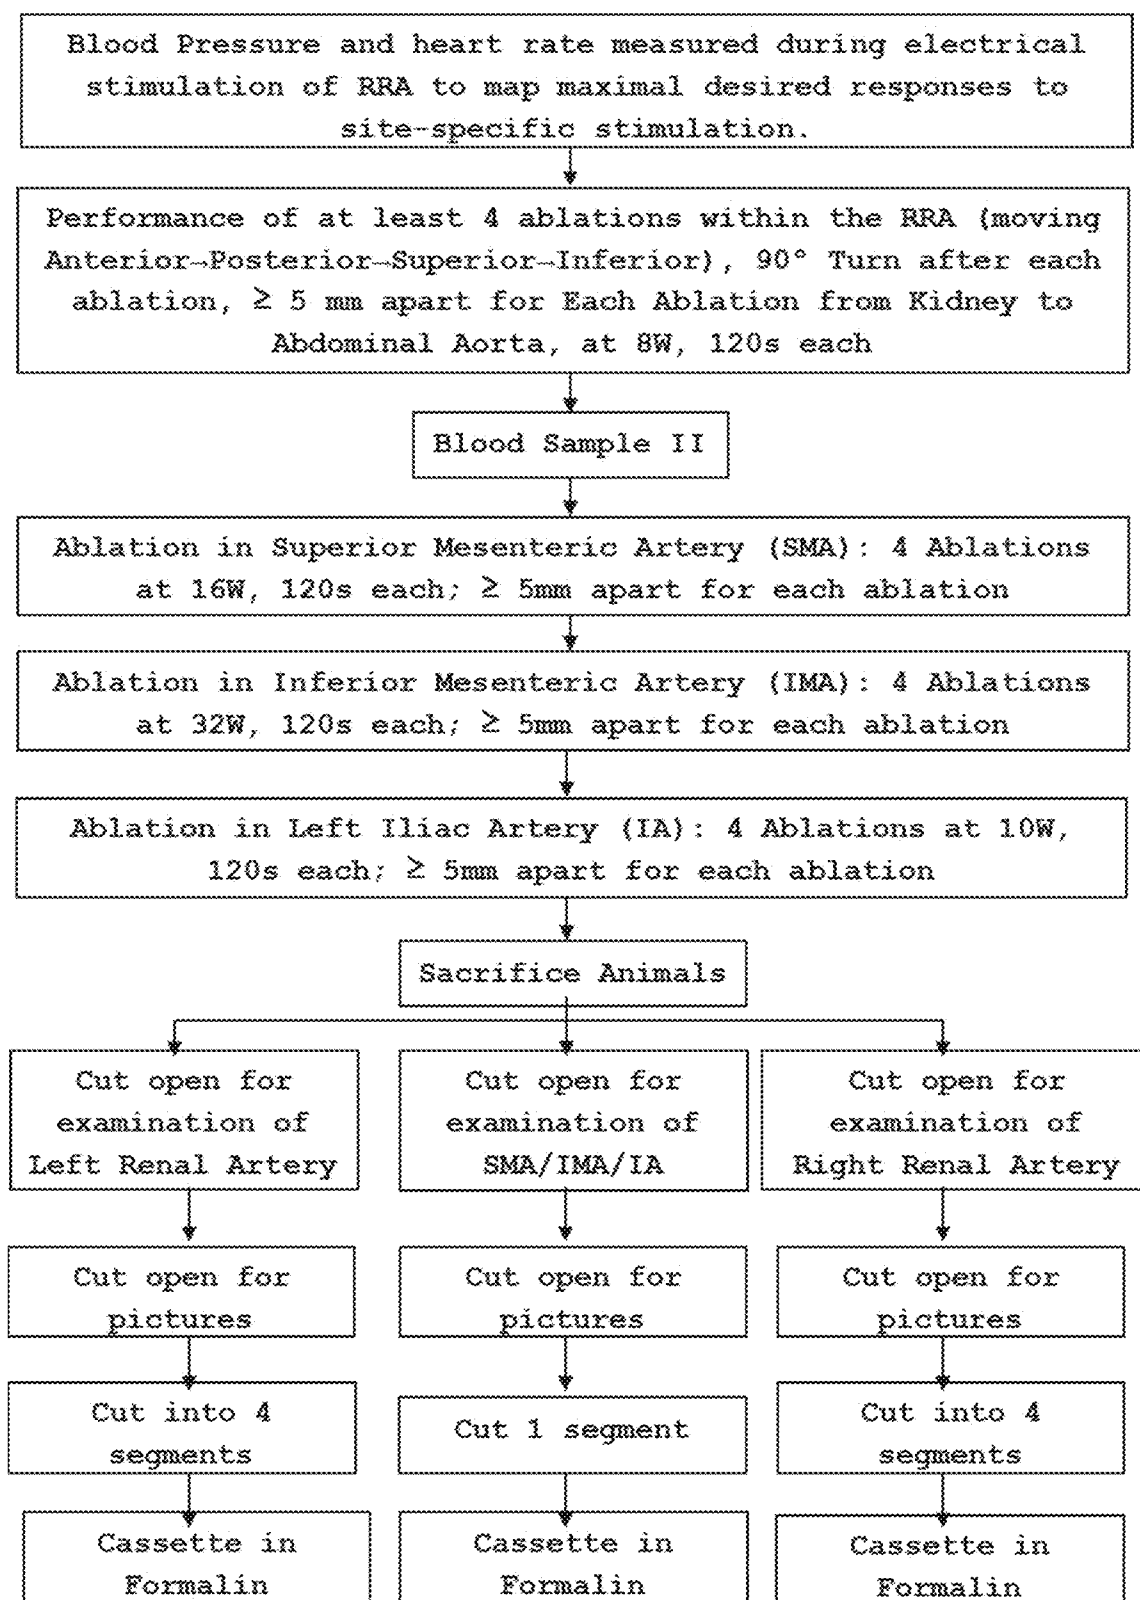 Blood Pressure and heart rate measured during electrical
stimulation of RRA to map maximal desired responses to
site-specific stimulation.
Performance of at least 4 ablations within the RRA (moving
Anterior→Posterior→Superior→Inferior), 90° Turn after each
ablation, ≥ 5 mm apart for Each Ablation from Kidney to
Abdominal Aorta, at 8W, 120s each
Blood Sample II
Ablation in Superior Mesenteric Artery (SMA): 4 Ablations
at 16W, 120s each; ≥ 5mm apart for each ablation
Ablation in Inferior Mesenteric Artery (IMA): 4 Ablations
at 32W, 120s each; ≥ 5mm apart for each ablation
Ablation in Left Iliac Artery (IA): 4 Ablations at 10W,
120s each; ≥ 5mm apart for each ablation
Sacrifice Animals
Cut open for
examination of
Left Renal Artery
Cut open for
examination of
SMA/IMA/IA
Cut open for
examination of
Right Renal Artery
Cut open for
pictures
Cut open for
pictures
Cut open for
pictures
Cut into 4
segments
Cut 1 segment
Cut into 4
segments
Cassette in
Formalin
Cassette in
Formalin
Cassette in
Formalin